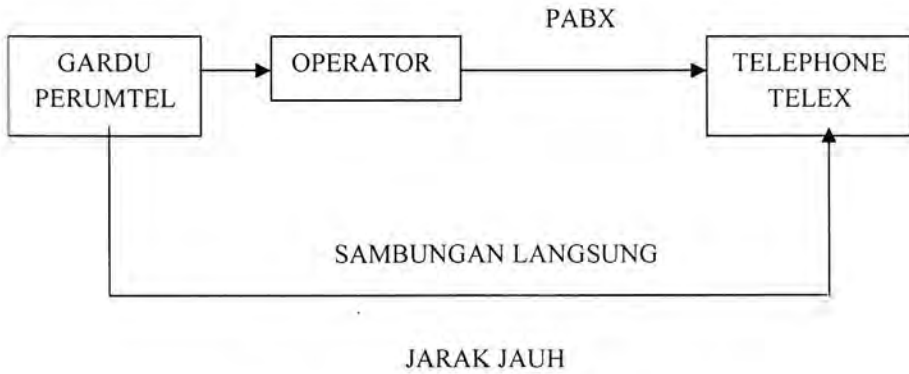 PABX
GARDU
PERUMTEL
OPERATOR
TELEPHONE
TELEX
SAMBUNGAN LANGSUNG
JARAK JAUH